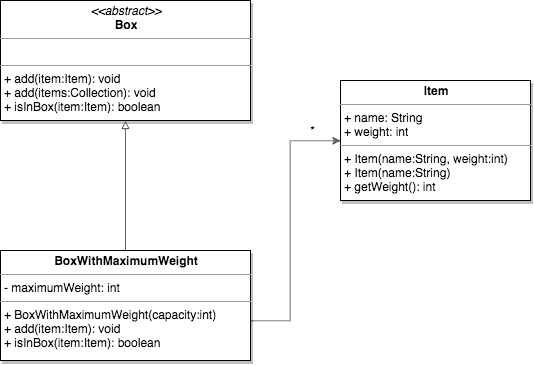 <<abstract>>
Box
+ add(item:Item): void
+ add(items:Collection): void
+ isInBox(item:Item): boolean
Item
+ name: String
+ weight: int
+ Item(name:String, weight:int)
+ Item(name:String)
+ getWeight(): int
*
BoxWithMaximumWeight
- maximumWeight: int
+ BoxWithMaximumWeight(capacity:int)
+ add(item:Item): void
+ isInBox(item:Item): boolean